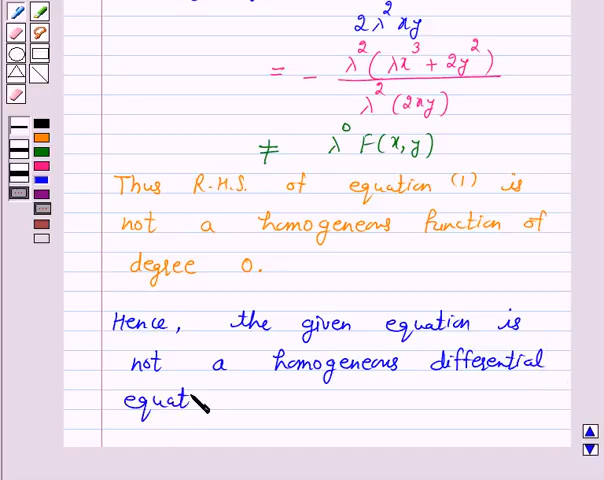 2λ²xy
= - λ²(λx³ + 2y²)
λ²(2xy)
≠ λ⁰ F(x,y)
Thus R.H.S. of equation (1) is
not a homogeneous function of
degree 0.
Hence, the given equation is
not a homogeneous differential
equat